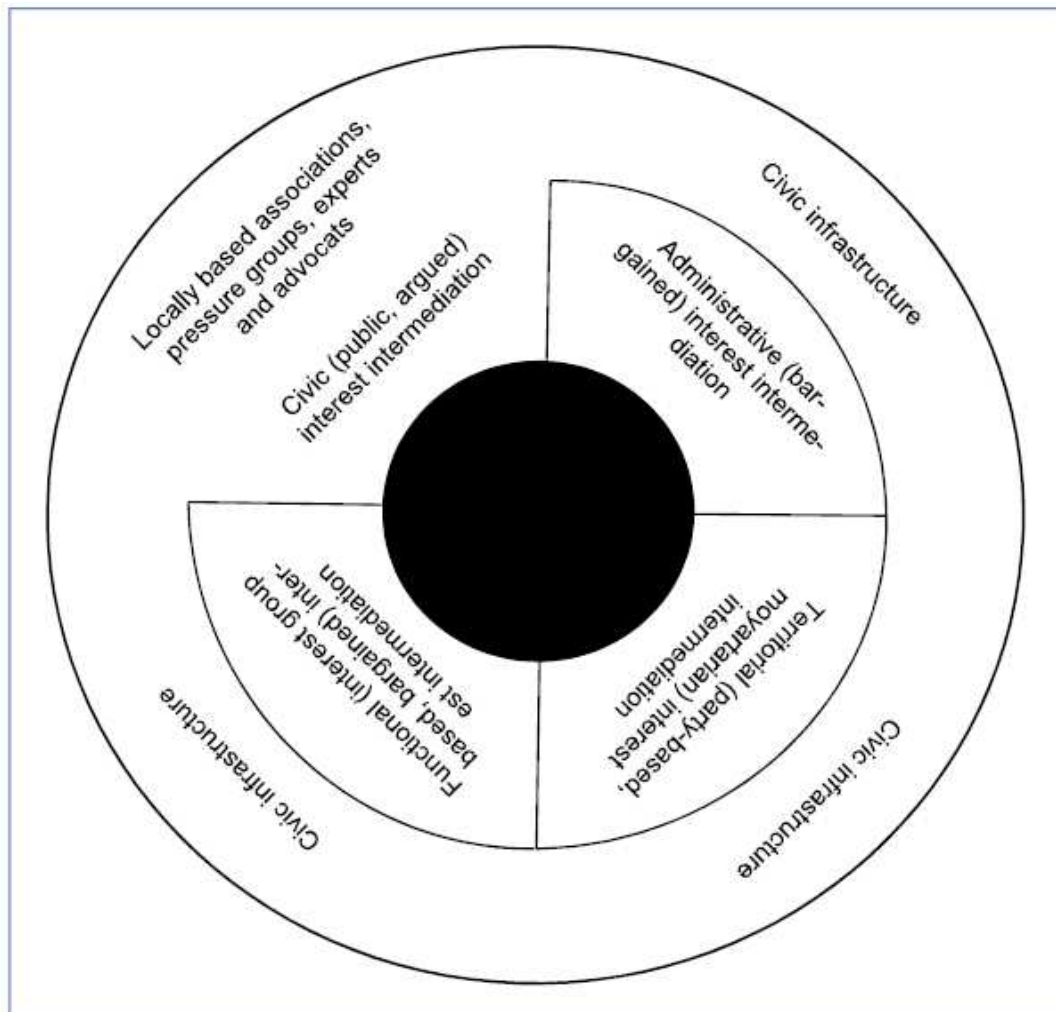 Locally based associations,
pressure groups, experts
and advocats
Civic (public, argued)
interest intermediation
Civic infrastructure
Administrative (bar-
gained) interest interme-
diation
Functional (interest group
based, bargained) inter-
est intermediation
Civic infrastructure
Territorial (party-based,
moyartarian) interest
intermediation
Civic infrastructure